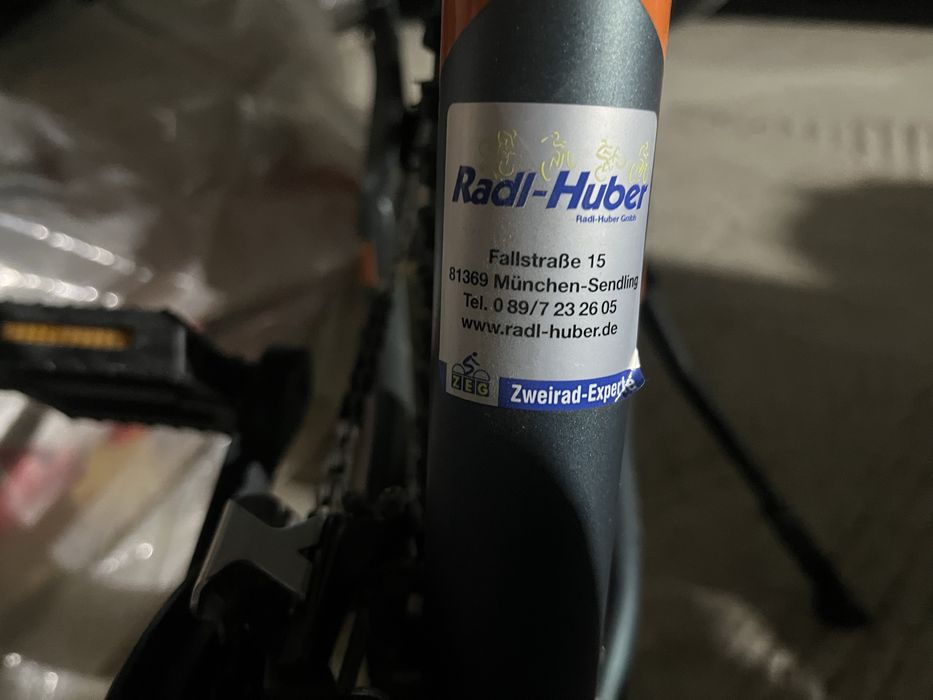 Radl-Huber
Radl-Huber GmbH
Fallstraße 15
81369 München-Sendling
Tel. 0 89/7 23 26 05
www.radl-huber.de
ZEG
Zweirad-Experte